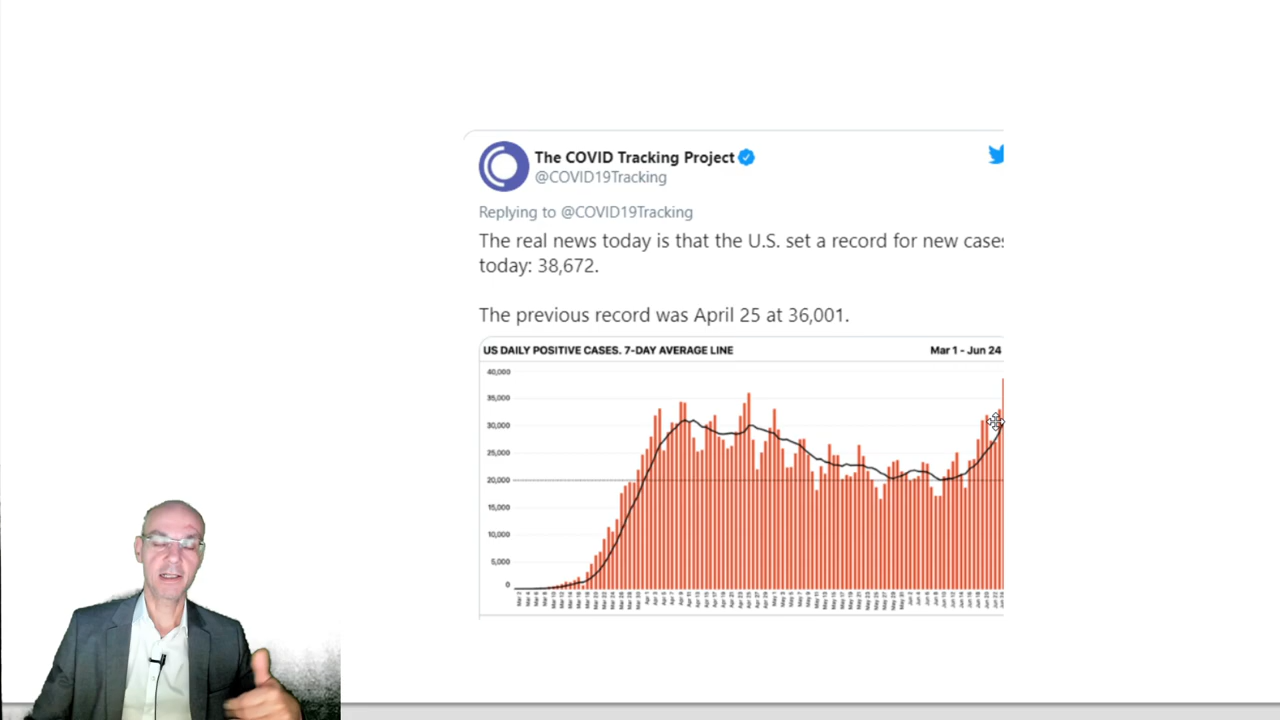 The COVID Tracking Project
@COVID19Tracking
Replying to @COVID19Tracking
The real news today is that the U.S. set a record for new cases
today: 38,672.
The previous record was April 25 at 36,001.
US DAILY POSITIVE CASES. 7-DAY AVERAGE LINE Mar 1 - Jun 24
40,000
35,000
30,000
25,000
20,000
15,000
10,000
5,000
0